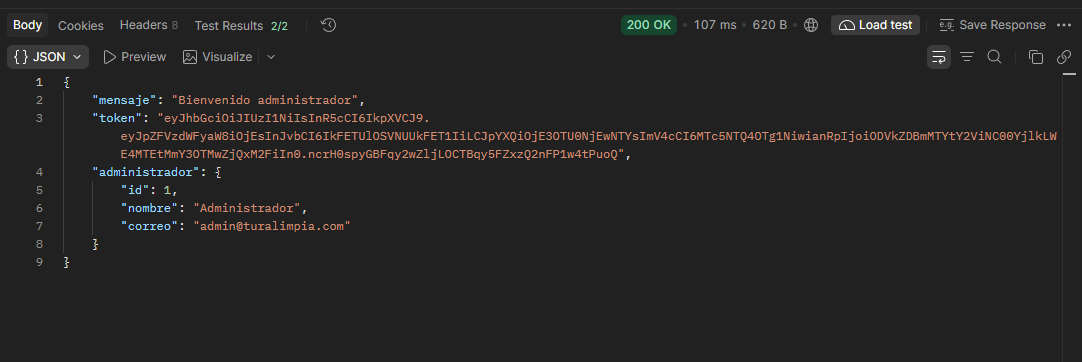 Body Cookies Headers 8 Test Results 2/2 200 OK • 107 ms • 620 B Load test e.g. Save Response
{} JSON Preview Visualize
1 {
2 "mensaje": "Bienvenido administrador",
3 "token": "eyJhbGciOiJIUzI1NiIsInR5cCI6IkpXVCJ9.
eyJpZFVzdWFyaW8iOjEsInJvbCI6IkFETUlOSVNUUkFET1IiLCJpYXQiOjE3OTU0NjEwNTYsImV4cCI6MTc5NTQ4OTg1NiwianRpIjoiODVkZDBmMTYtY2ViNC00YjlkLW
E4MTEtMmY3OTMwZjQxM2FiIn0.ncrH0spyGBFqy2wZljLOCTBqy5FZxzQ2nFP1w4tPuoQ",
4 "administrador": {
5 "id": 1,
6 "nombre": "Administrador",
7 "correo": "admin@turalimpia.com"
8 }
9 }